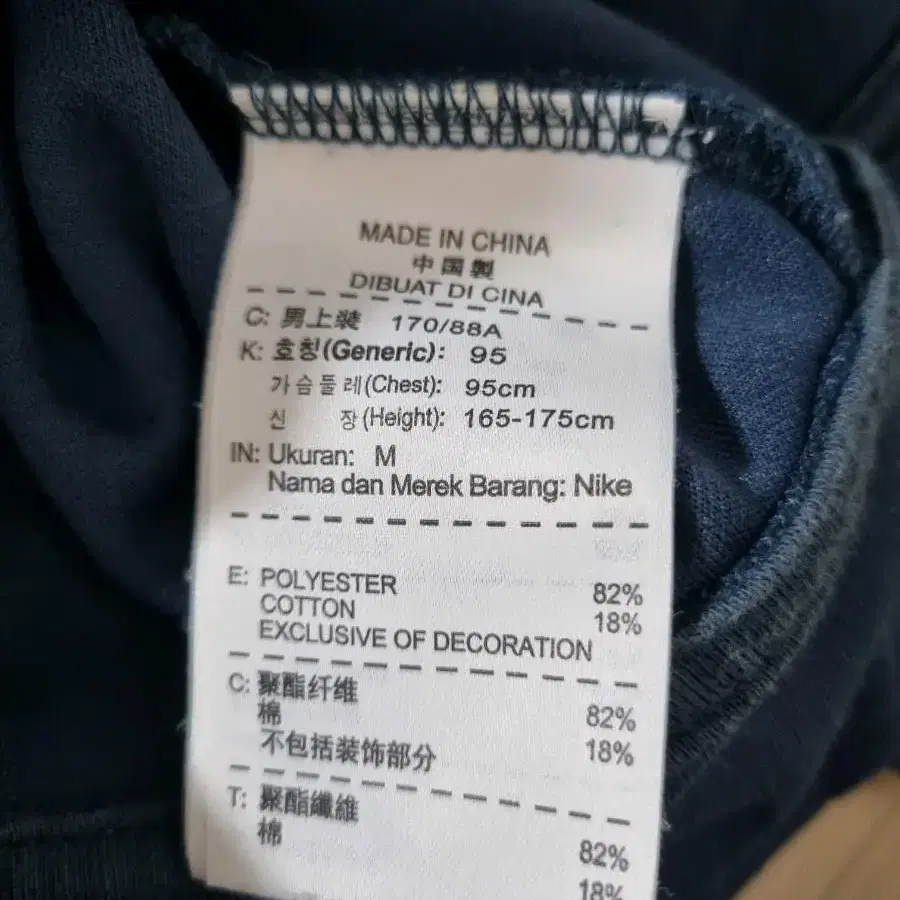 MADE IN CHINA
中国製
DIBUAT DI CINA
C: 男上裝 170/88A
K: 호칭(Generic): 95
가슴둘레(Chest): 95cm
신 장(Height): 165-175cm
IN: Ukuran: M
Nama dan Merek Barang: Nike
E: POLYESTER 82%
COTTON 18%
EXCLUSIVE OF DECORATION
C: 聚酯纤维 82%
棉 18%
不包括装饰部分
T: 聚酯纖維 82%
棉 18%